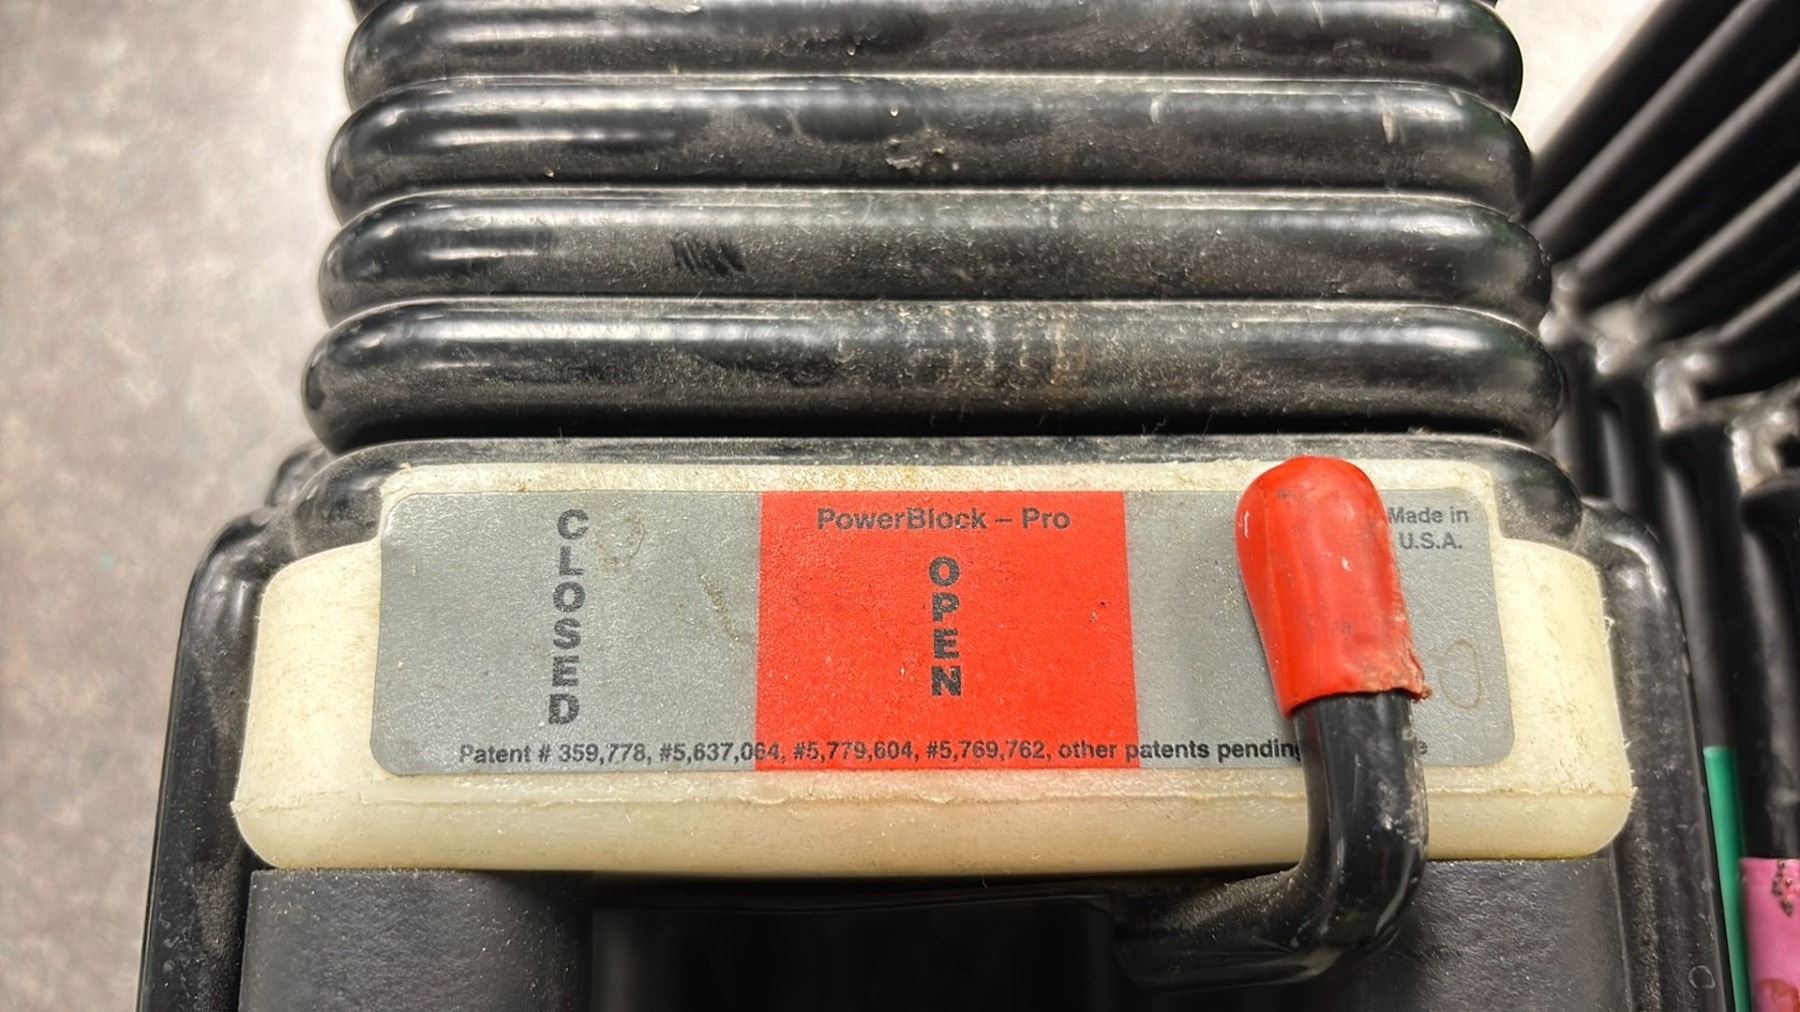 PowerBlock – Pro
Made in
U.S.A.
CLOSED
OPEN
Patent # 359,778, #5,637,064, #5,779,604, #5,769,762, other patents pending